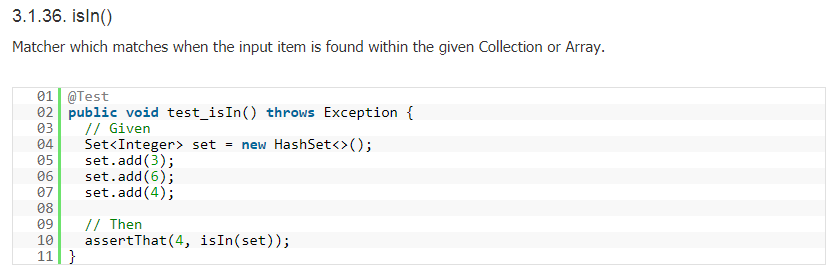 3.1.36. isIn()
Matcher which matches when the input item is found within the given Collection or Array.
01 @Test
02 public void test_isIn() throws Exception {
03   // Given
04   Set<Integer> set = new HashSet<>();
05   set.add(3);
06   set.add(6);
07   set.add(4);
08
09   // Then
10   assertThat(4, isIn(set));
11 }